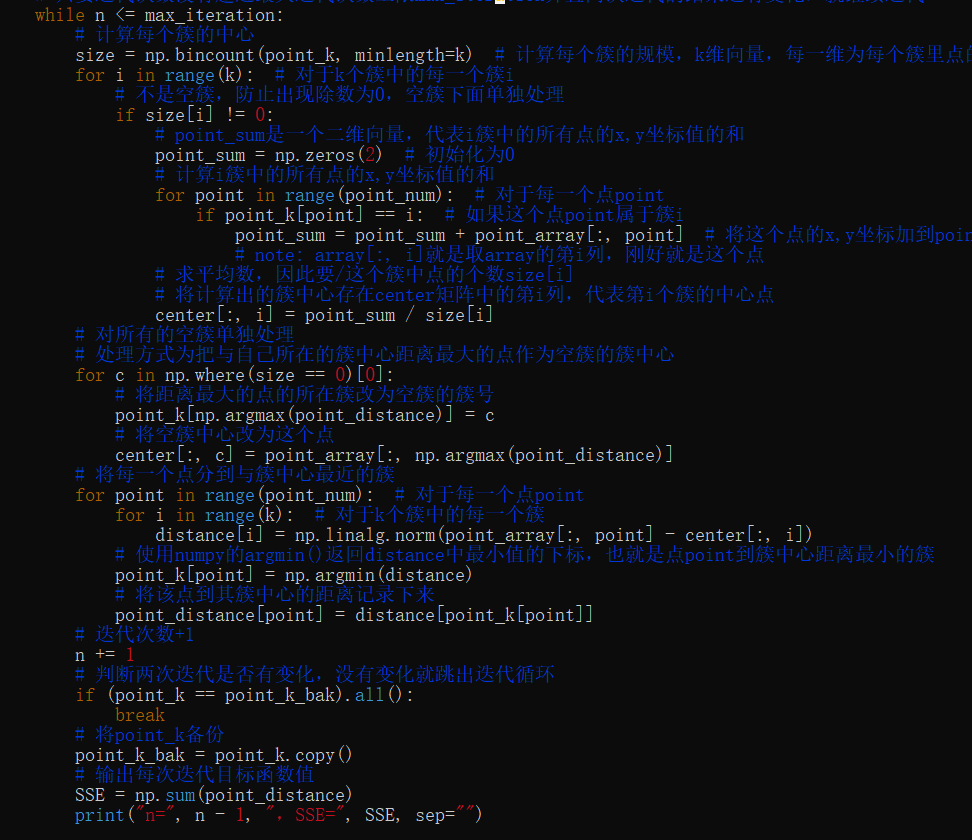 while n <= max_iteration:
# 计算每个簇的中心
size = np.bincount(point_k, minlength=k)  # 计算每个簇的规模，k维向量，每一维为每个簇里点的
for i in range(k):  # 对于k个簇中的每一个簇i
# 不是空簇，防止出现除数为0，空簇下面单独处理
if size[i] != 0:
# point_sum是一个二维向量，代表i簇中的所有点的x,y坐标值的和
point_sum = np.zeros(2)  # 初始化为0
# 计算i簇中的所有点的x,y坐标值的和
for point in range(point_num):  # 对于每一个点point
if point_k[point] == i:  # 如果这个点point属于簇i
point_sum = point_sum + point_array[:, point]  # 将这个点的x,y坐标加到poin
# note: array[:, i]就是取array的第i列，刚好就是这个点
# 求平均数，因此要/这个簇中点的个数size[i]
# 将计算出的簇中心存在center矩阵中的第i列，代表第i个簇的中心点
center[:, i] = point_sum / size[i]
# 对所有的空簇单独处理
# 处理方式为把与自己所在的簇中心距离最大的点作为空簇的簇中心
for c in np.where(size == 0)[0]:
# 将距离最大的点的所在簇改为空簇的簇号
point_k[np.argmax(point_distance)] = c
# 将空簇中心改为这个点
center[:, c] = point_array[:, np.argmax(point_distance)]
# 将每一个点分到与簇中心最近的簇
for point in range(point_num):  # 对于每一个点point
for i in range(k):  # 对于k个簇中的每一个簇
distance[i] = np.linalg.norm(point_array[:, point] - center[:, i])
# 使用numpy的argmin()返回distance中最小值的下标，也就是点point到簇中心距离最小的簇
point_k[point] = np.argmin(distance)
# 将该点到其簇中心的距离记录下来
point_distance[point] = distance[point_k[point]]
# 迭代次数+1
n += 1
# 判断两次迭代是否有变化，没有变化就跳出迭代循环
if (point_k == point_k_bak).all():
break
# 将point_k备份
point_k_bak = point_k.copy()
# 输出每次迭代目标函数值
SSE = np.sum(point_distance)
print("n=", n - 1, ", SSE=", SSE, sep="")